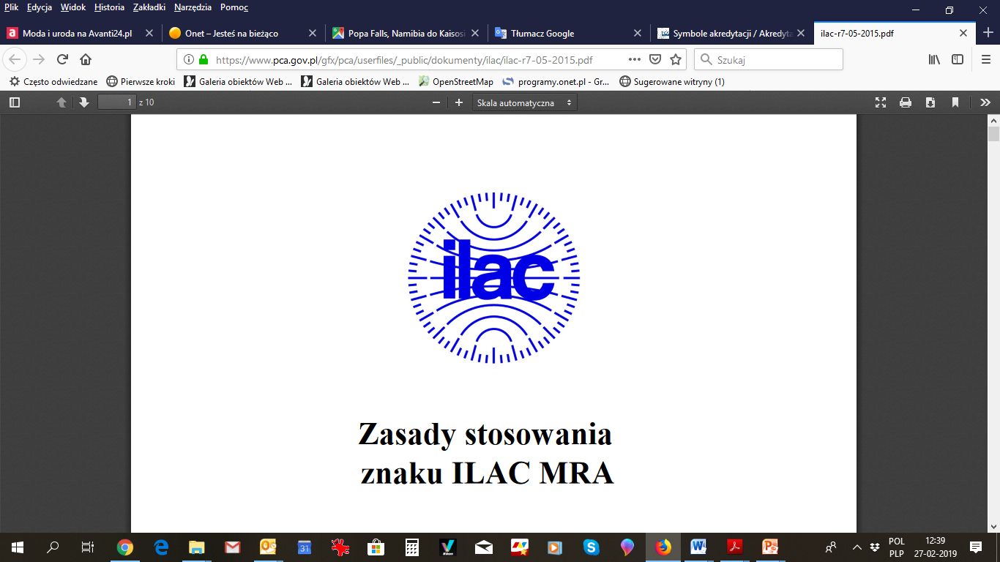 Plik Edycja Widok Historia Zakładki Narzędzia Pomoc
Moda i uroda na Avanti24.pl
Onet – Jesteś na bieżąco
Popa Falls, Namibia do Kaisosi
Tłumacz Google
Symbole akredytacji / Akredyta
ilac-r7-05-2015.pdf
https://www.pca.gov.pl/gfx/pca/userfiles/_public/dokumenty/ilac/ilac-r7-05-2015.pdf
Szukaj
Często odwiedzane Pierwsze kroki Galeria obiektów Web ... Galeria obiektów Web ... OpenStreetMap programy.onet.pl - Gr... Sugerowane witryny (1)
1 z 10 Skala automatyczna
ilac
Zasady stosowania
znaku ILAC MRA
31
POL 12:39
PLP 27-02-2019